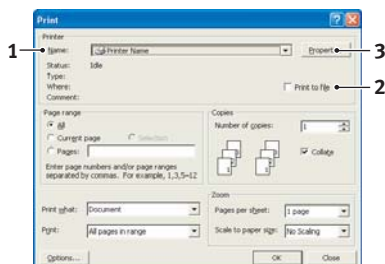 Print
Printer
1 Name: Printer Name Propert 3
Status: Idle
Type:
Where: Print to file 2
Comment:
Page range
All
Current page Selection
Pages:
Enter page numbers and/or page ranges
separated by commas. For example, 1,3,5-12
Copies
Number of copies: 1
Collate
Print what: Document
Print: All pages in range
Zoom
Pages per sheet: 1 page
Scale to paper size: No Scaling
Options... OK Close